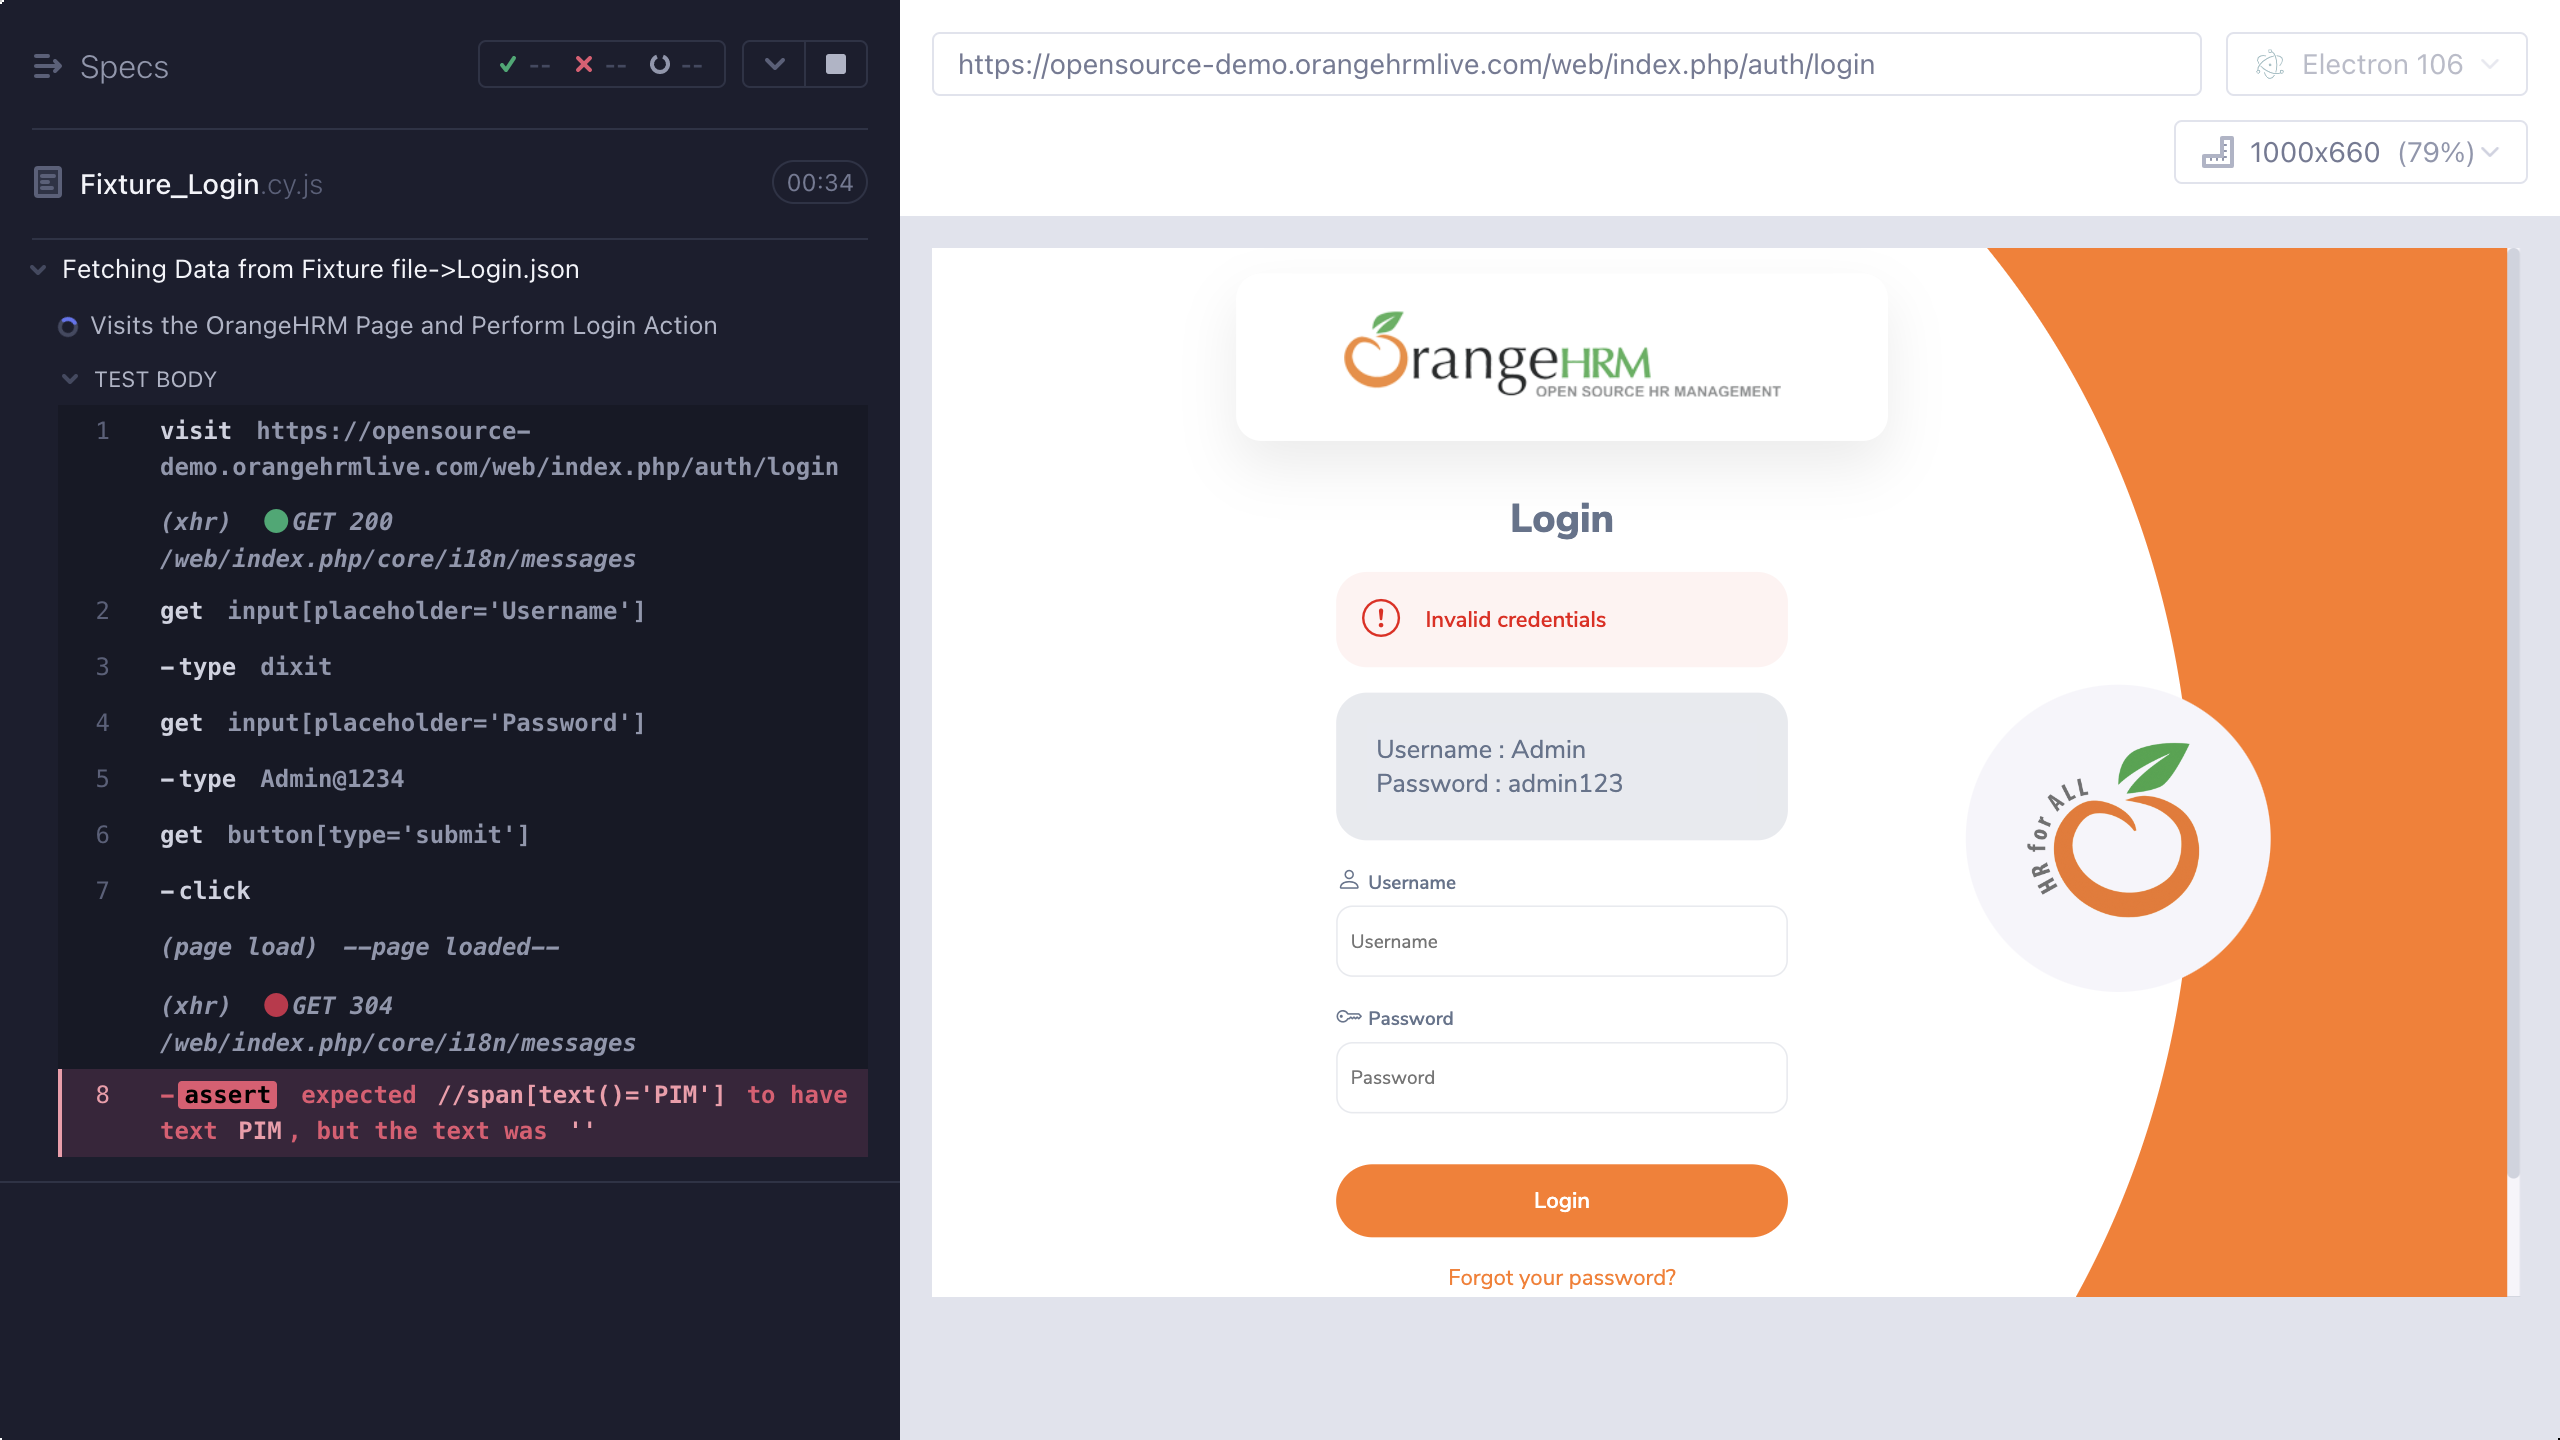 Specs
-- -- --
Fixture_Login.cy.js
00:34
Fetching Data from Fixture file->Login.json
Visits the OrangeHRM Page and Perform Login Action
TEST BODY
1 visit https://opensource-
demo.orangehrmlive.com/web/index.php/auth/login
(xhr) GET 200
/web/index.php/core/i18n/messages
2 get input[placeholder='Username']
3 -type dixit
4 get input[placeholder='Password']
5 -type Admin@1234
6 get button[type='submit']
7 -click
(page load) --page loaded--
(xhr) GET 304
/web/index.php/core/i18n/messages
8 -assert expected //span[text()='PIM'] to have
text PIM, but the text was ''
https://opensource-demo.orangehrmlive.com/web/index.php/auth/login
Electron 106
1000x660 (79%)
OrangeHRM
OPEN SOURCE HR MANAGEMENT
Login
Invalid credentials
Username : Admin
Password : admin123
Username
Username
Password
Password
Login
Forgot your password?
HR for ALL